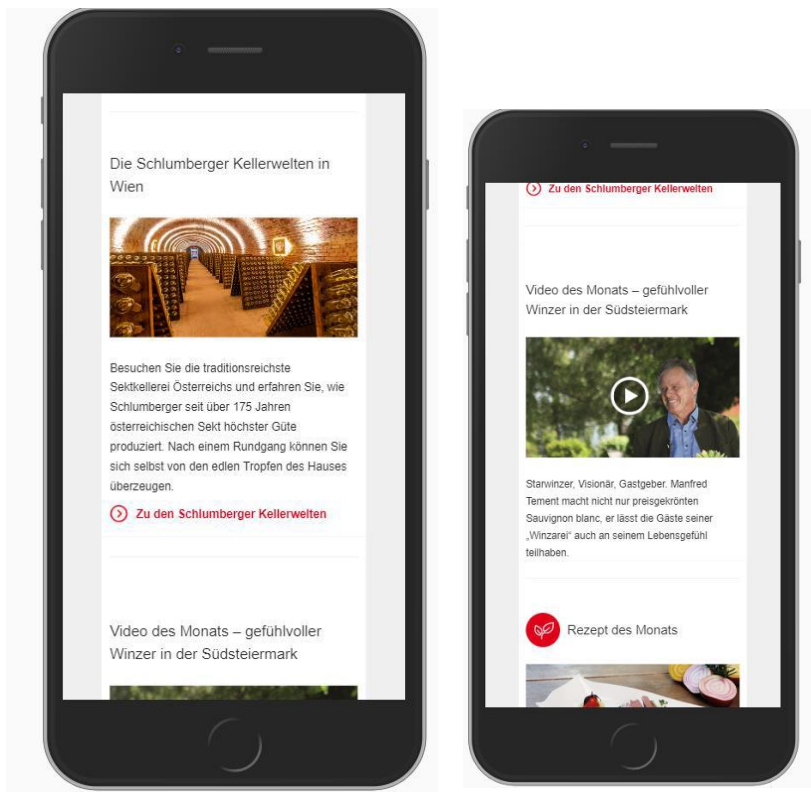 Die Schlumberger Kellerwelten in
Wien
Besuchen Sie die traditionsreichste
Sektkellerei Österreichs und erfahren Sie, wie
Schlumberger seit über 175 Jahren
österreichischen Sekt höchster Güte
produziert. Nach einem Rundgang können Sie
sich selbst von den edlen Tropfen des Hauses
überzeugen.
Zu den Schlumberger Kellerwelten
Video des Monats – gefühlvoller
Winzer in der Südsteiermark
Zu den Schlumberger Kellerwelten
Video des Monats – gefühlvoller
Winzer in der Südsteiermark
Starwinzer, Visionär, Gastgeber. Manfred
Tement macht nicht nur preisgekrönten
Sauvignon blanc, er lässt die Gäste seiner
„Winzarei“ auch an seinem Lebensgefühl
teilhaben.
Rezept des Monats